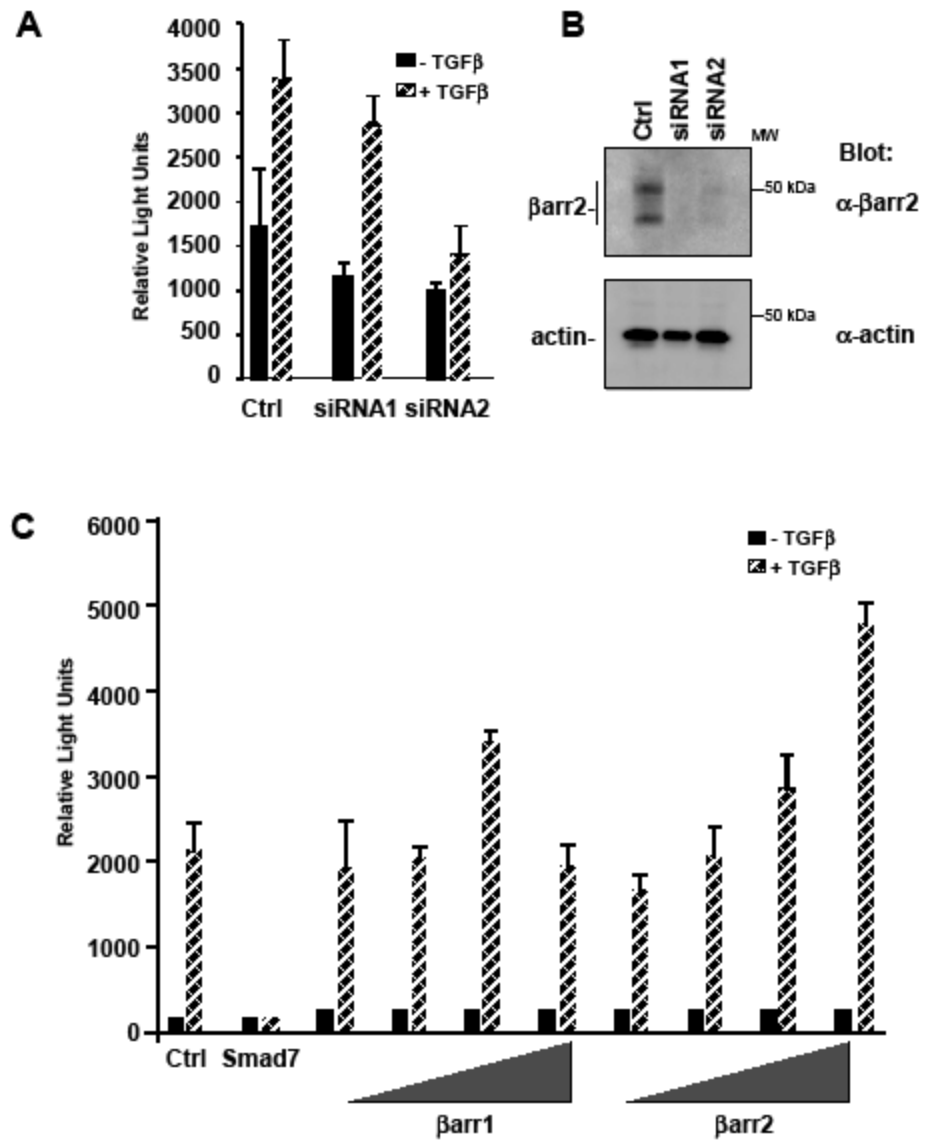 A
Relative Light Units
4000
3500
3000
2500
2000
1500
1000
500
0
- TGFβ
+ TGFβ
Ctrl siRNA1 siRNA2
B
Ctrl
siRNA1
siRNA2
MW
Blot:
βarr2-
50 kDa
α-βarr2
actin-
50 kDa
α-actin
C
Relative Light Units
6000
5000
4000
3000
2000
1000
0
- TGFβ
+ TGFβ
Ctrl Smad7
βarr1 βarr2